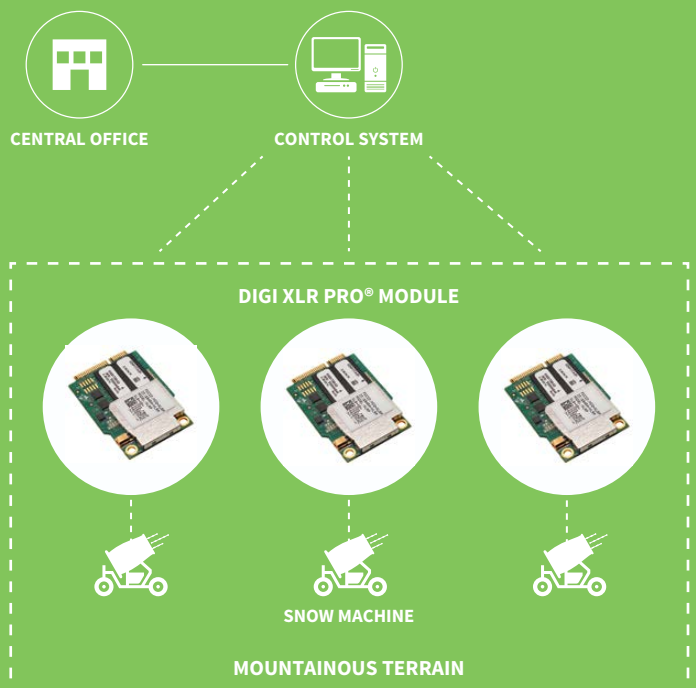 CENTRAL OFFICE
CONTROL SYSTEM
DIGI XLR PRO® MODULE
SNOW MACHINE
MOUNTAINOUS TERRAIN